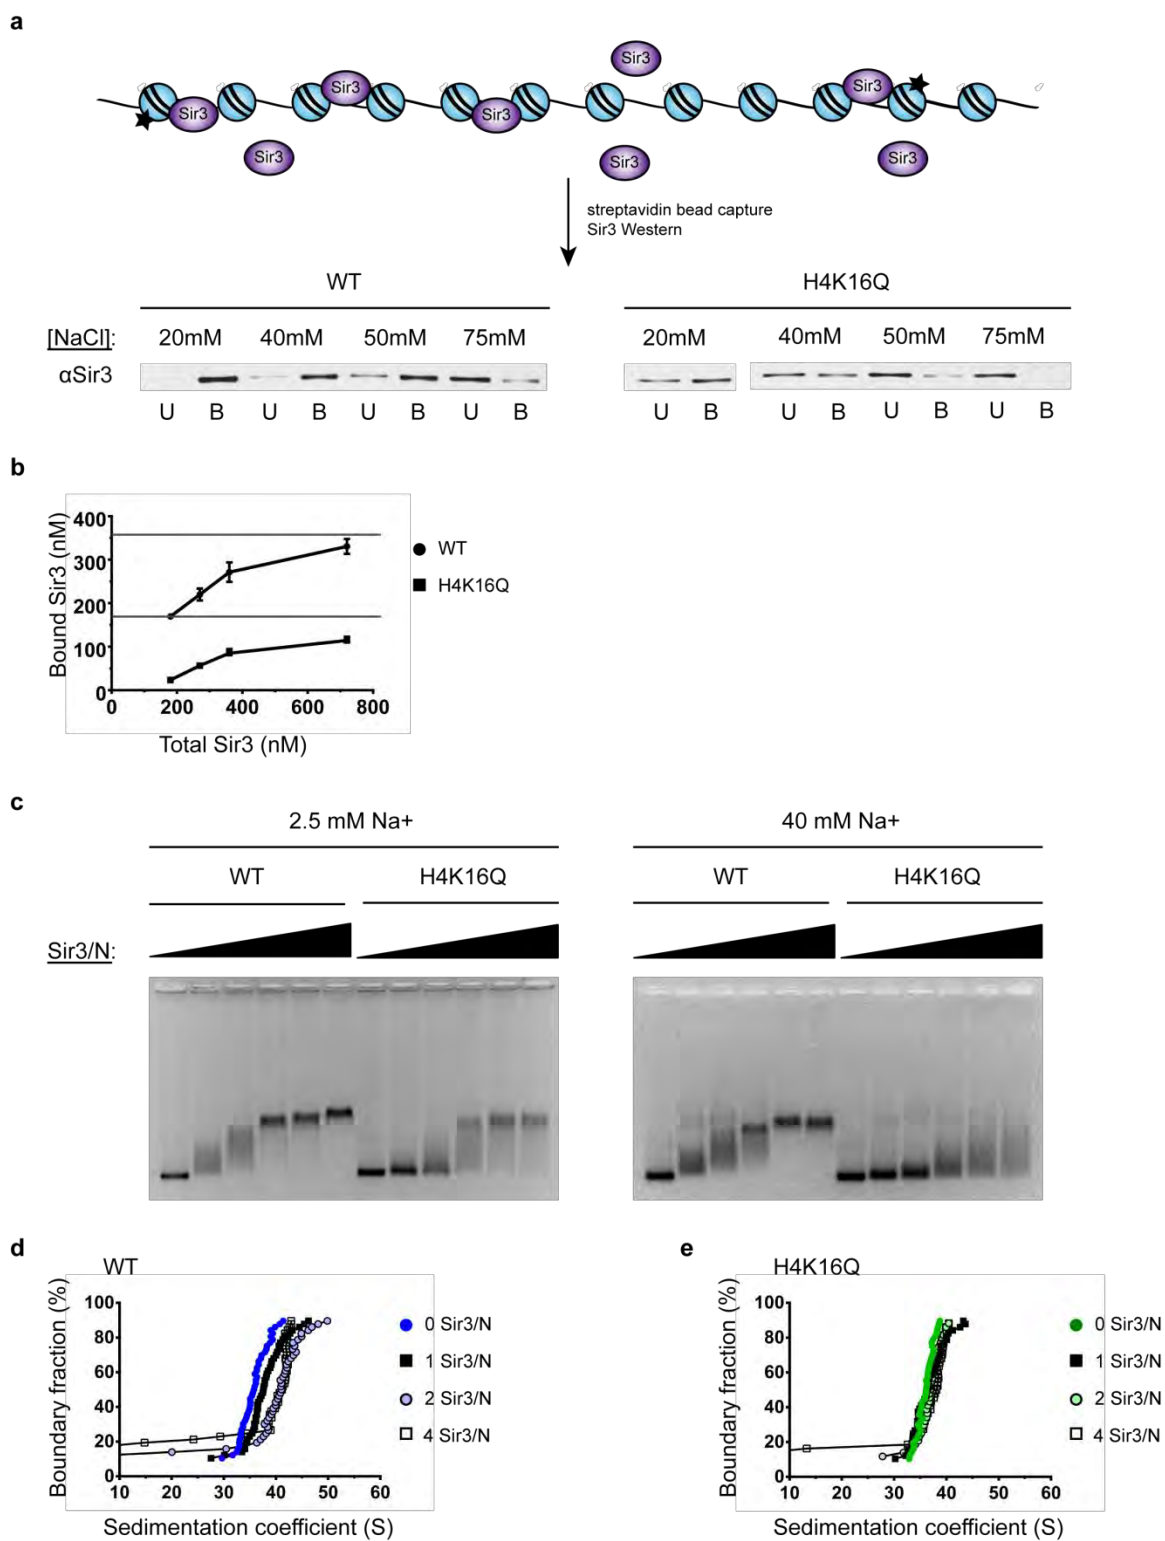 a
Sir3
Sir3
Sir3
Sir3
Sir3
Sir3
Sir3
Sir3
streptavidin bead capture
Sir3 Western
WT H4K16Q
[NaCl]: 20mM 40mM 50mM 75mM 20mM 40mM 50mM 75mM
αSir3
U B U B U B U B U B U B U B U B
b
Bound Sir3 (nM)
400
300
200
100
0
0 200 400 600 800
Total Sir3 (nM)
WT
H4K16Q
c
2.5 mM Na+ 40 mM Na+
WT H4K16Q WT H4K16Q
Sir3/N:
d
WT
Boundary fraction (%)
100
80
60
40
20
0
10 20 30 40 50 60
Sedimentation coefficient (S)
0 Sir3/N
1 Sir3/N
2 Sir3/N
4 Sir3/N
e
H4K16Q
Boundary fraction (%)
100
80
60
40
20
0
10 20 30 40 50 60
Sedimentation coefficient (S)
0 Sir3/N
1 Sir3/N
2 Sir3/N
4 Sir3/N